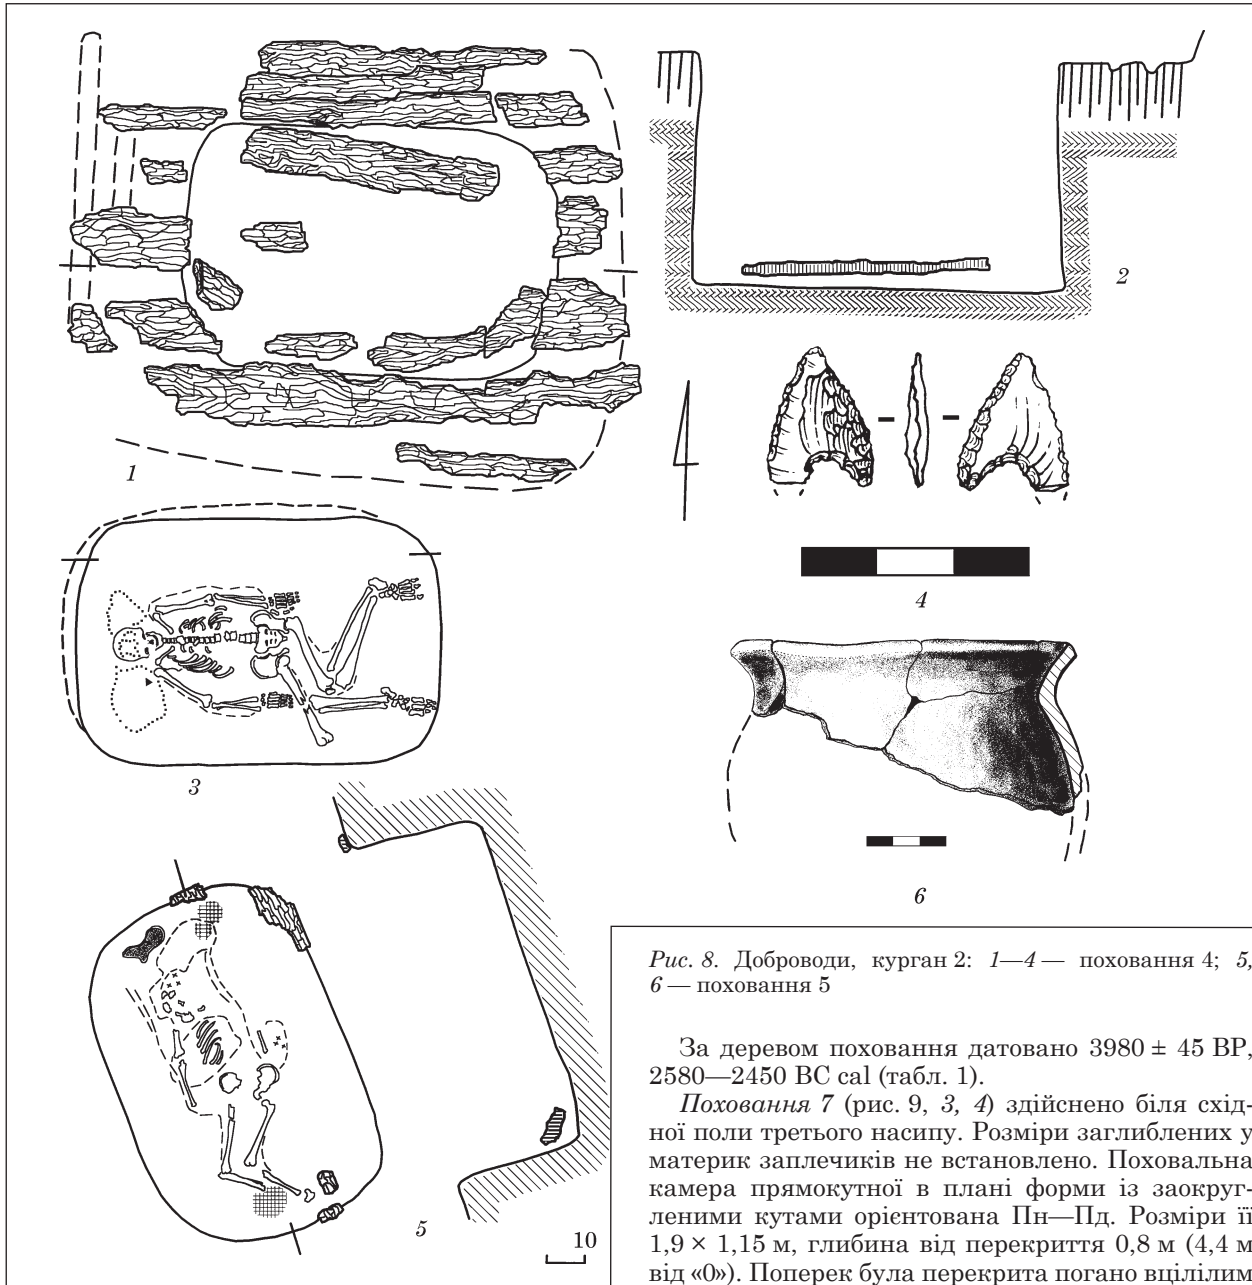 1
2
3
4
5
6
10
Рис. 8. Доброводи, курган 2: 1—4 — поховання 4; 5,
6 — поховання 5
За деревом поховання датовано 3980 ± 45 BP,
2580—2450 BC cal (табл. 1).
Поховання 7 (рис. 9, 3, 4) здійснено біля схід-
ної поли третього насипу. Розміри заглиблених у
материк заплечиків не встановлено. Поховальна
камера прямокутної в плані форми із заокруг-
леними кутами орієнтована Пн—Пд. Розміри її
1,9 × 1,15 м, глибина від перекриття 0,8 м (4,4 м
від «0»). Поперек була перекрита погано вцілілим